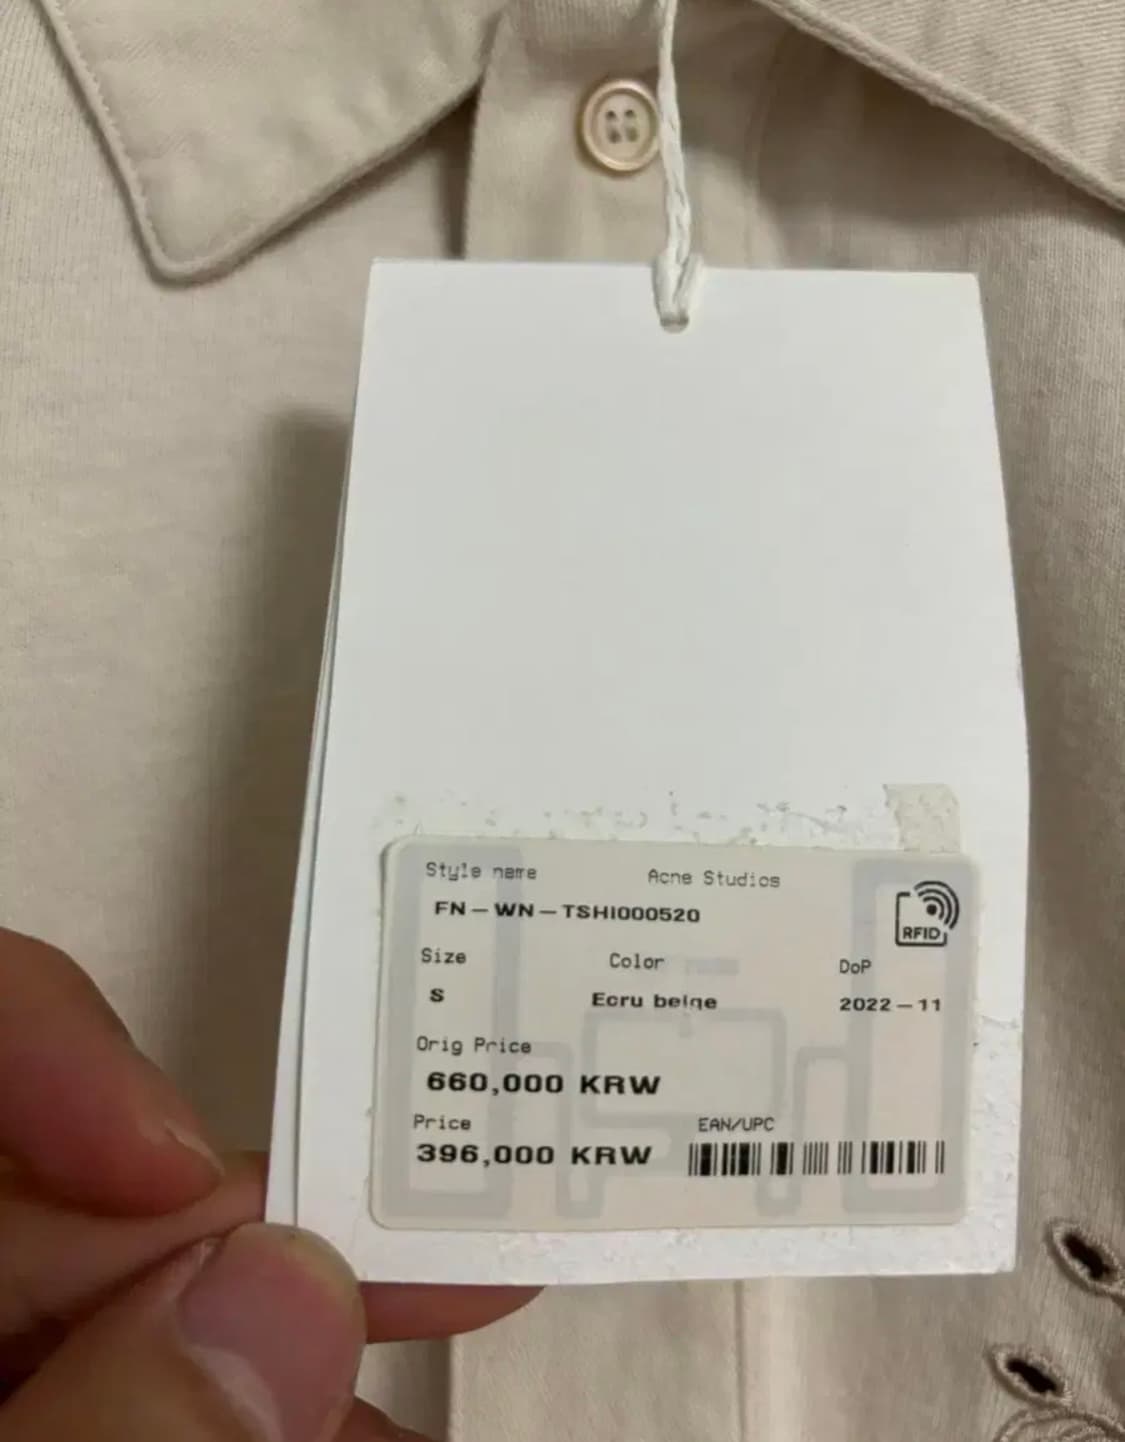 Style name Acne Studios
FN-WN-TSHI000520
RFID
Size Color DoP
S Ecru beige 2022-11
Orig Price
660,000 KRW
Price EAN/UPC
396,000 KRW